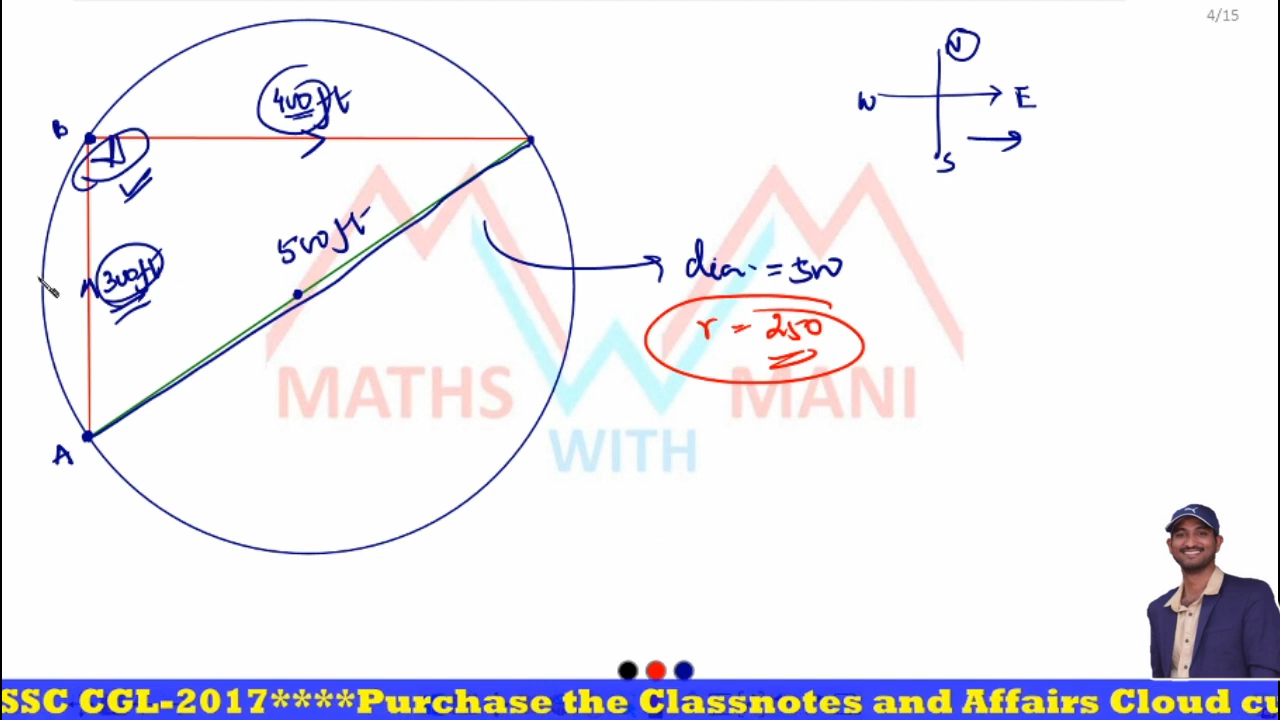 4/15
N
W E
S
B
400ft
300ft
500ft
dia. = 500
r = 250
A
MATHS
WITH
MANI
SSC CGL-2017****Purchase the Classnotes and Affairs Cloud cu